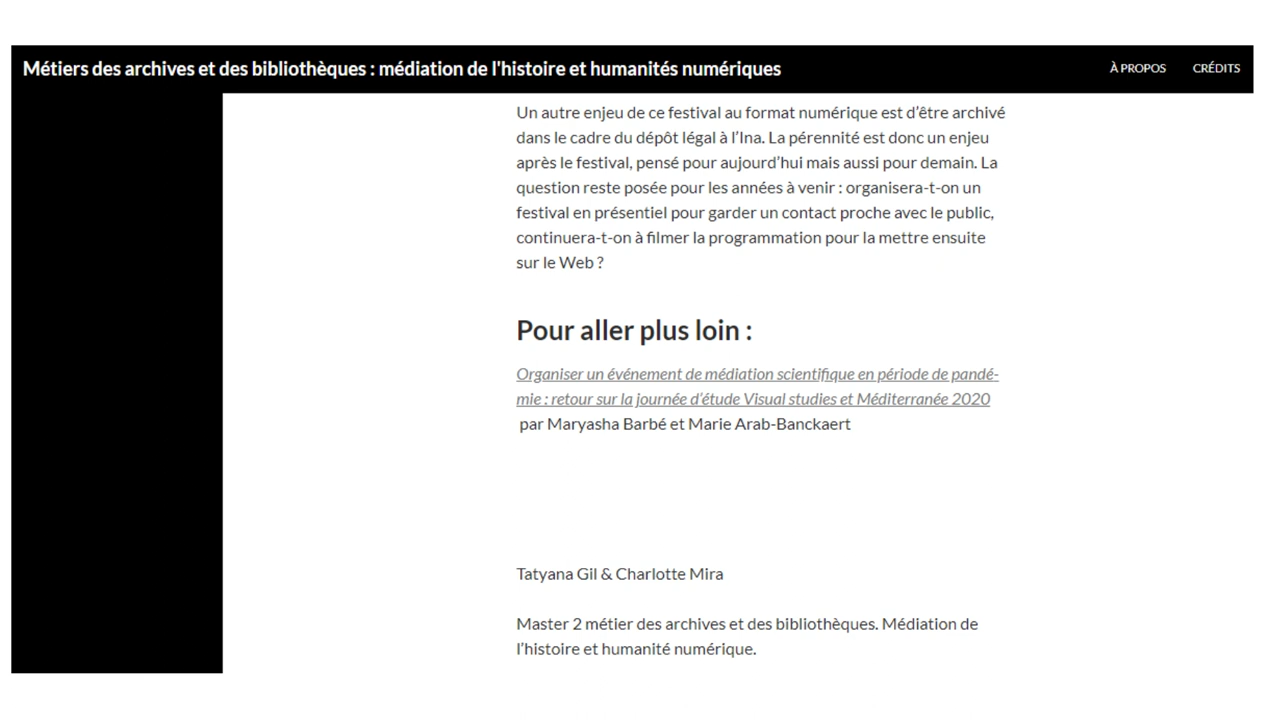 Métiers des archives et des bibliothèques : médiation de l'histoire et humanités numériques
À PROPOS
CRÉDITS
Un autre enjeu de ce festival au format numérique est d’être archivé
dans le cadre du dépôt légal à l’Ina. La pérennité est donc un enjeu
après le festival, pensé pour aujourd’hui mais aussi pour demain. La
question reste posée pour les années à venir : organisera-t-on un
festival en présentiel pour garder un contact proche avec le public,
continuera-t-on à filmer la programmation pour la mettre ensuite
sur le Web ?
Pour aller plus loin :
Organiser un événement de médiation scientifique en période de pandé-
mie : retour sur la journée d’étude Visual studies et Méditerranée 2020
par Maryasha Barbé et Marie Arab-Banckaert
Tatyana Gil & Charlotte Mira
Master 2 métier des archives et des bibliothèques. Médiation de
l’histoire et humanité numérique.